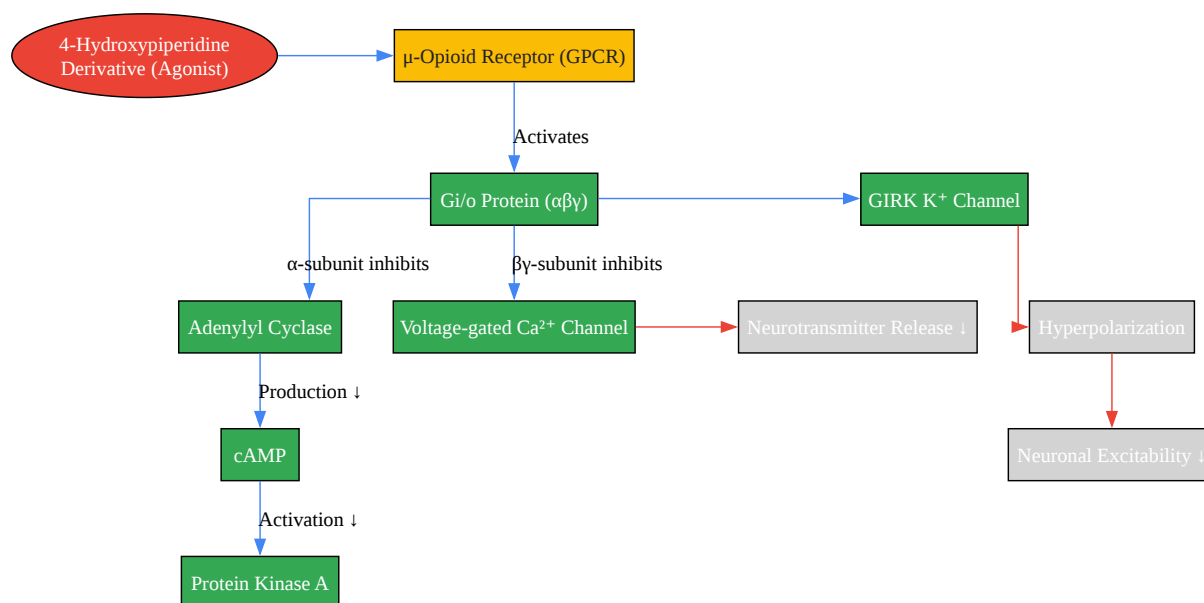 4-Hydroxypiperidine
Derivative (Agonist)
μ-Opioid Receptor (GPCR)
Activates
Gi/o Protein (αβγ)
GIRK K⁺ Channel
α-subunit inhibits
βγ-subunit inhibits
Adenylyl Cyclase
Voltage-gated Ca²⁺ Channel
Neurotransmitter Release ↓
Hyperpolarization
Production ↓
cAMP
Neuronal Excitability ↓
Activation ↓
Protein Kinase A